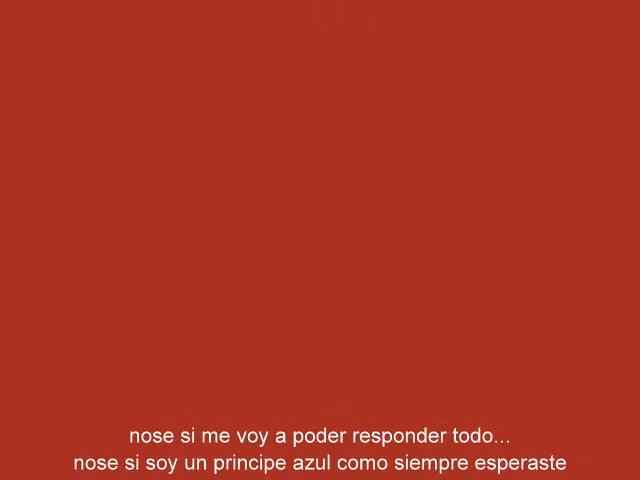 nose si me voy a poder responder todo...
nose si soy un principe azul como siempre esperaste